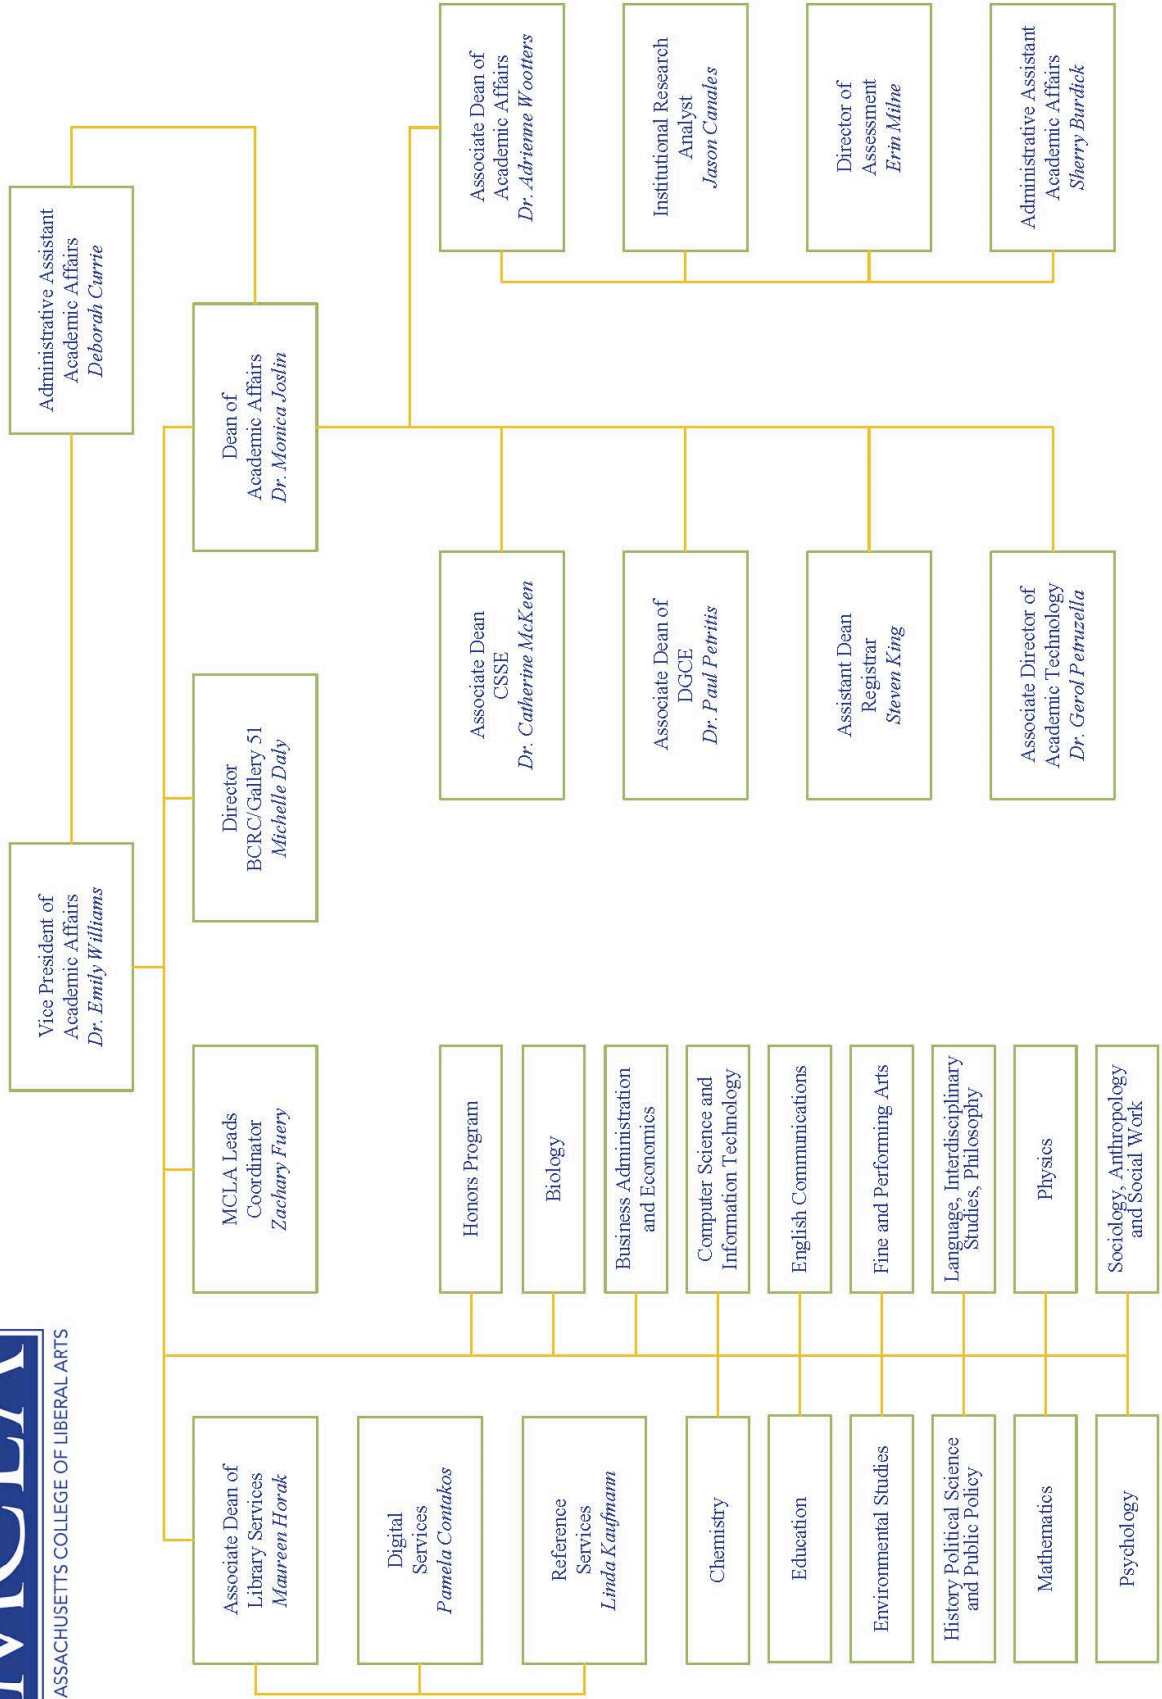 MCLA
ASSACHUSETTS COLLEGE OF LIBERAL ARTS
Vice President of
Academic Affairs
Dr. Emily Williams
Administrative Assistant
Academic Affairs
Deborah Currie
Associate Dean of
Library Services
Maureen Horak
MCLA Leads
Coordinator
Zachary Fuery
Director
BCRC/Gallery 51
Michelle Daly
Dean of
Academic Affairs
Dr. Monica Joslin
Digital
Services
Pamela Contakos
Reference
Services
Linda Kaufmann
Chemistry
Education
Environmental Studies
History Political Science
and Public Policy
Mathematics
Psychology
Honors Program
Biology
Business Administration
and Economics
Computer Science and
Information Technology
English Communications
Fine and Performing Arts
Language, Interdisciplinary
Studies, Philosophy
Physics
Sociology, Anthropology
and Social Work
Associate Dean
CSSE
Dr. Catherine McKeen
Associate Dean of
DGCE
Dr. Paul Petritis
Assistant Dean
Registrar
Steven King
Associate Director of
Academic Technology
Dr. Gerol Petruzella
Associate Dean of
Academic Affairs
Dr. Adrienne Wootters
Institutional Research
Analyst
Jason Canales
Director of
Assessment
Erin Milne
Administrative Assistant
Academic Affairs
Sherry Burdick